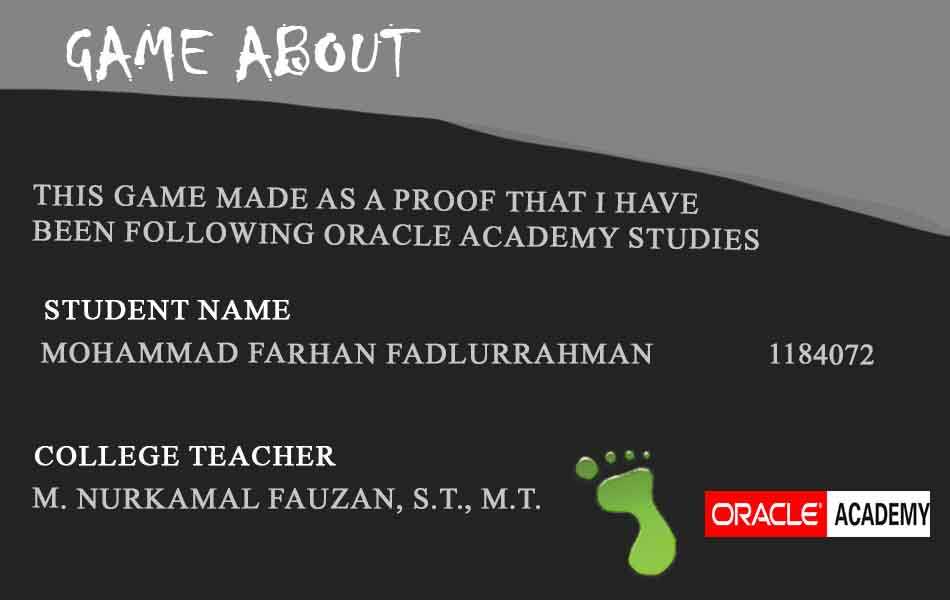 GAME ABOUT
THIS GAME MADE AS A PROOF THAT I HAVE
BEEN FOLLOWING ORACLE ACADEMY STUDIES
STUDENT NAME
MOHAMMAD FARHAN FADLURRAHMAN 1184072
COLLEGE TEACHER
M. NURKAMAL FAUZAN, S.T., M.T.
ORACLE® ACADEMY